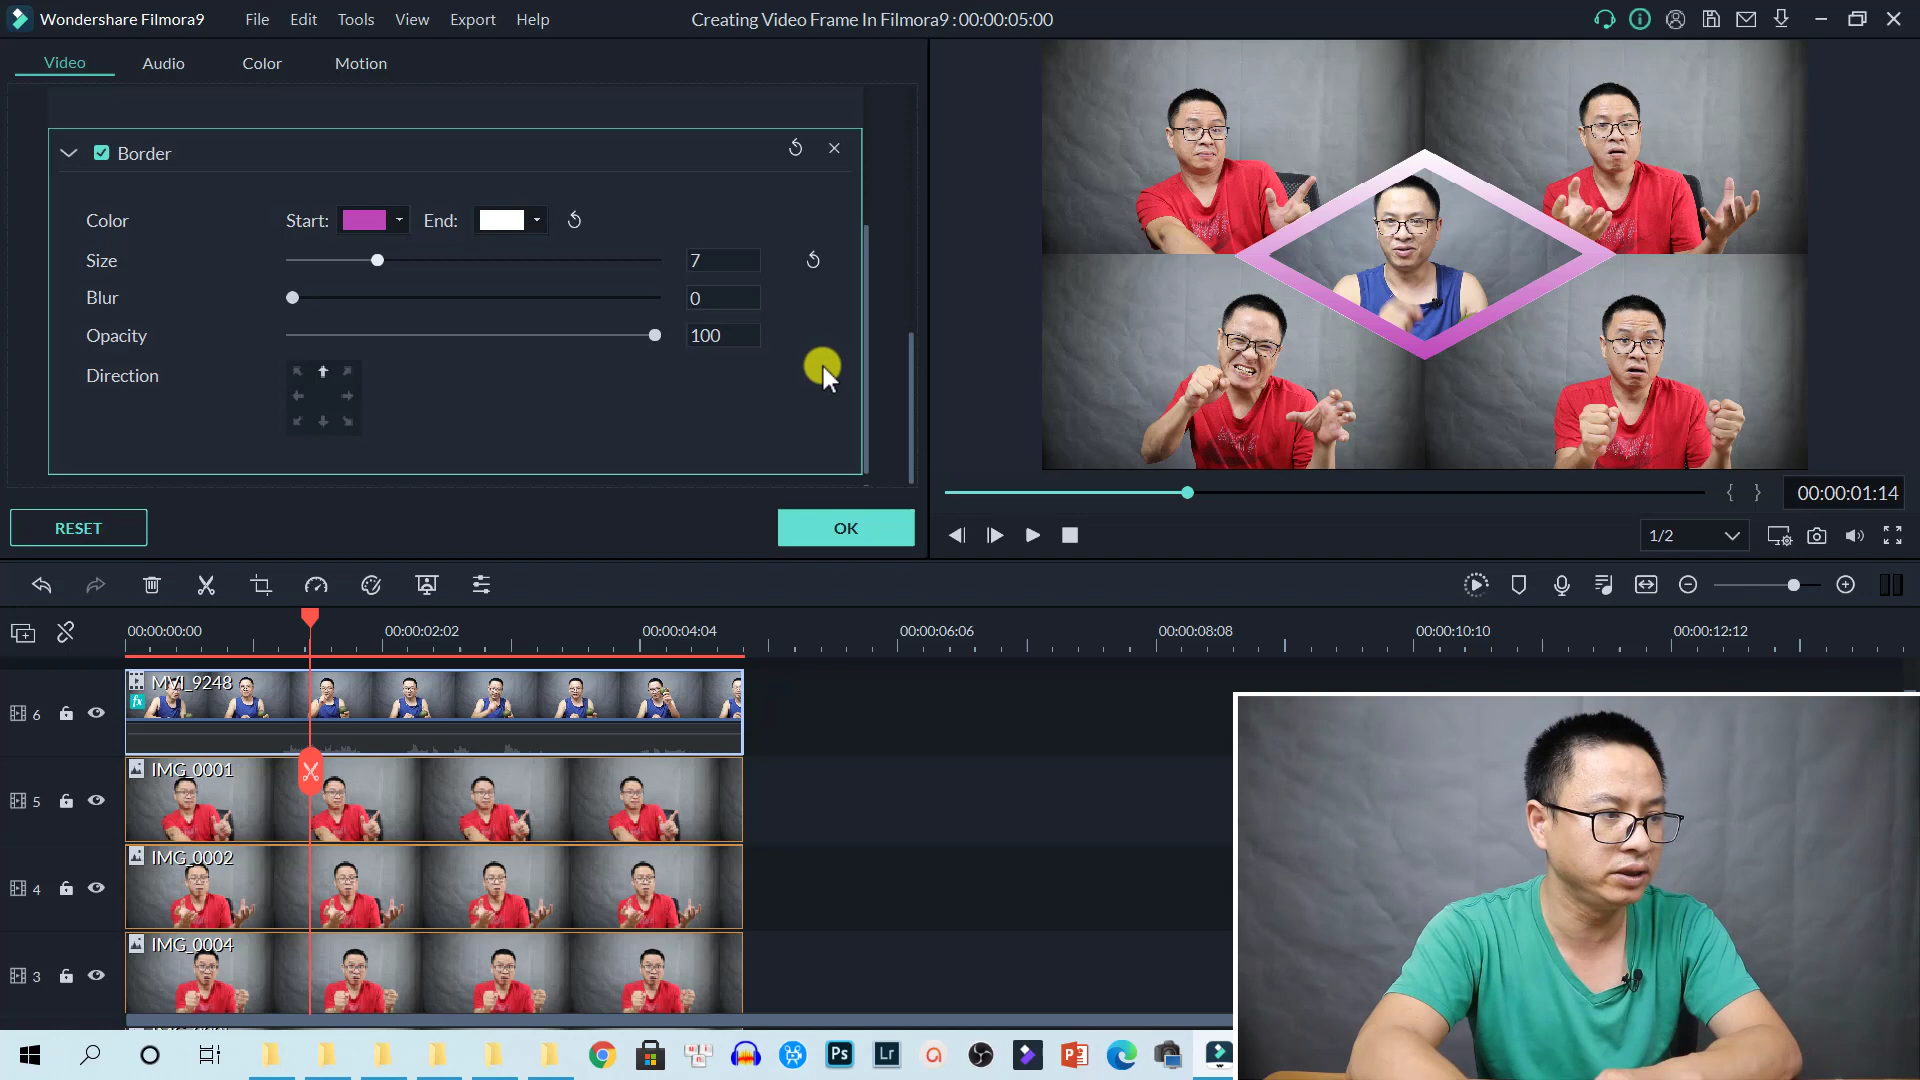 Wondershare Filmora9
File Edit Tools View Export Help
Creating Video Frame In Filmora9 : 00:00:05:00
Video Audio Color Motion
Border
Color Start: End:
Size 7
Blur 0
Opacity 100
Direction
RESET OK
00:00:01:14
1/2
00:00:00:00 00:00:02:02 00:00:04:04 00:00:06:06 00:00:08:08 00:00:10:10 00:00:12:12
MVI_9248
fx
6
IMG_0001
5
IMG_0002
4
IMG_0004
3
Ps Lr